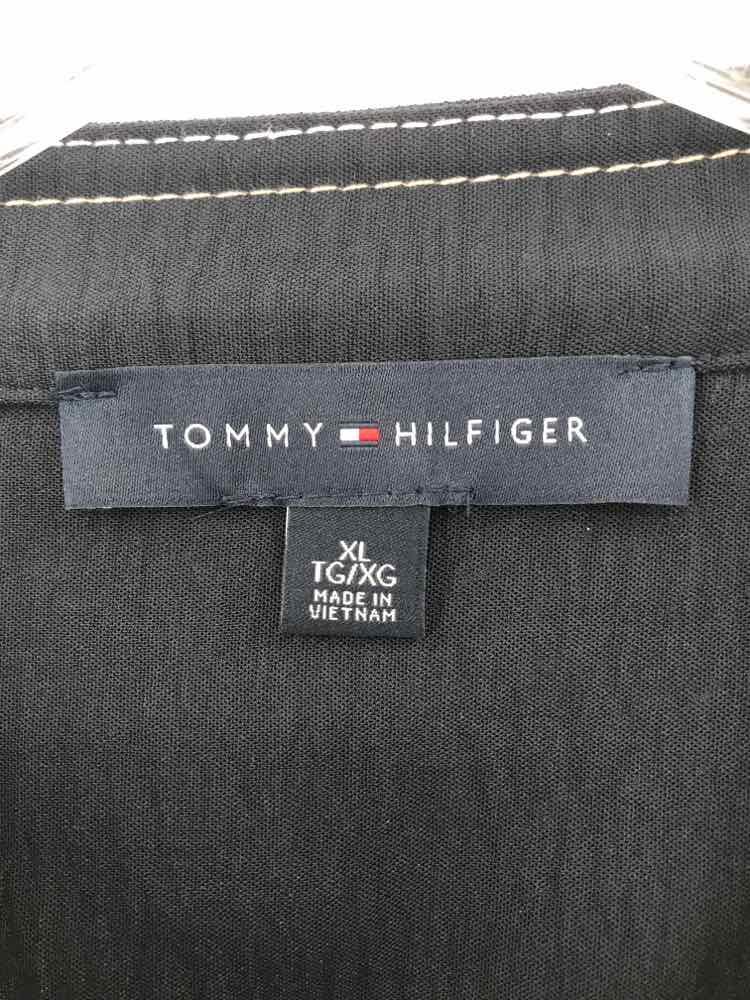 TOMMY HILFIGER
XL
TG/XG
MADE IN
VIETNAM